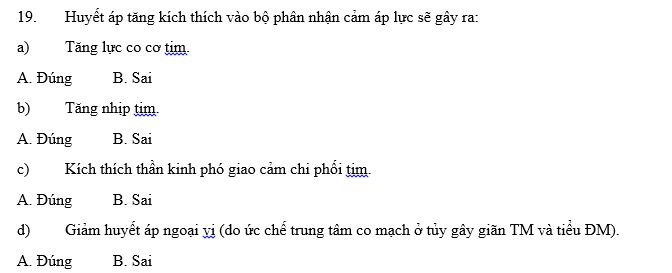 19. Huyết áp tăng kích thích vào bộ phân nhận cảm áp lực sẽ gây ra:
a) Tăng lực co cơ tim.
A. Đúng B. Sai
b) Tăng nhịp tim.
A. Đúng B. Sai
c) Kích thích thần kinh phó giao cảm chi phối tim.
A. Đúng B. Sai
d) Giảm huyết áp ngoại vi (do ức chế trung tâm co mạch ở tủy gây giãn TM và tiểu ĐM).
A. Đúng B. Sai